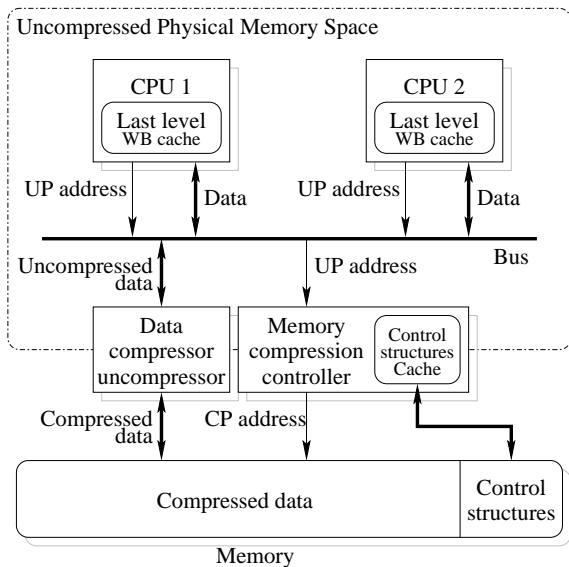 Uncompressed Physical Memory Space
CPU 1
Last level
WB cache
CPU 2
Last level
WB cache
UP address
Data
UP address
Data
Bus
Uncompressed
data
UP address
Data
compressor
uncompressor
Memory
compression
controller
Control
structures
Cache
Compressed
data
CP address
Compressed data
Control
structures
Memory